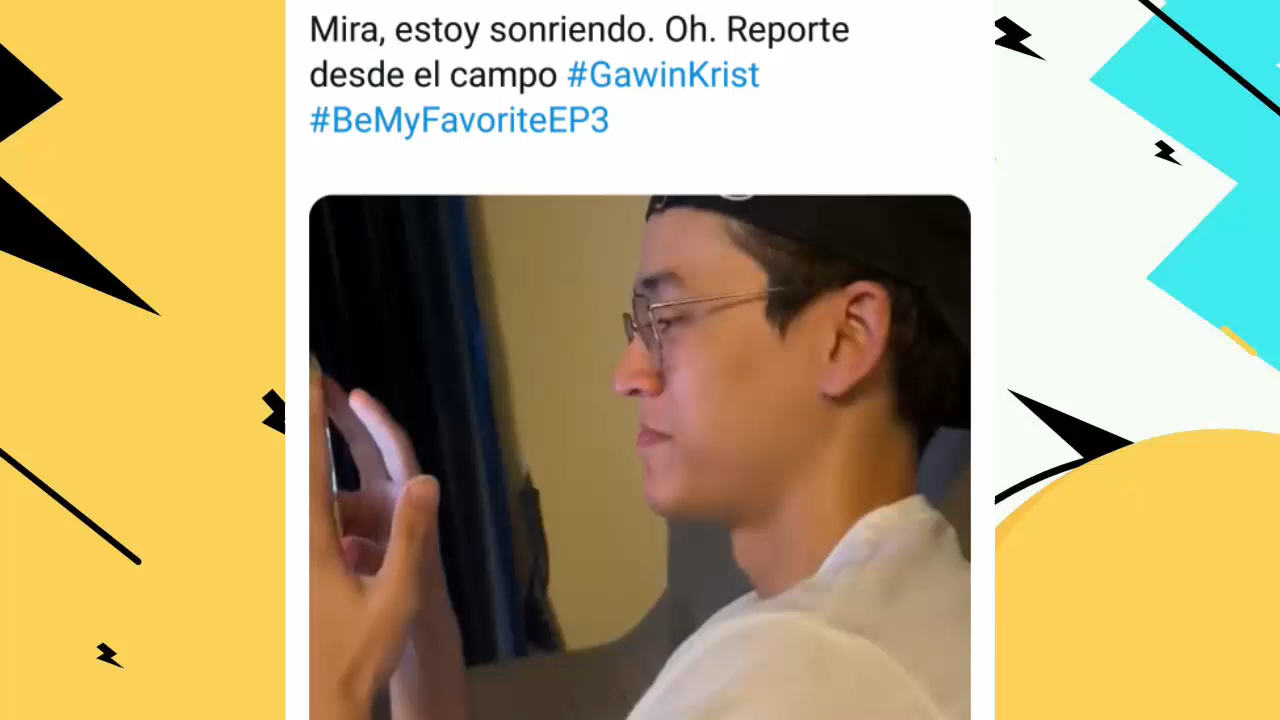 Mira, estoy sonriendo. Oh. Reporte
desde el campo #GawinKrist
#BeMyFavoriteEP3